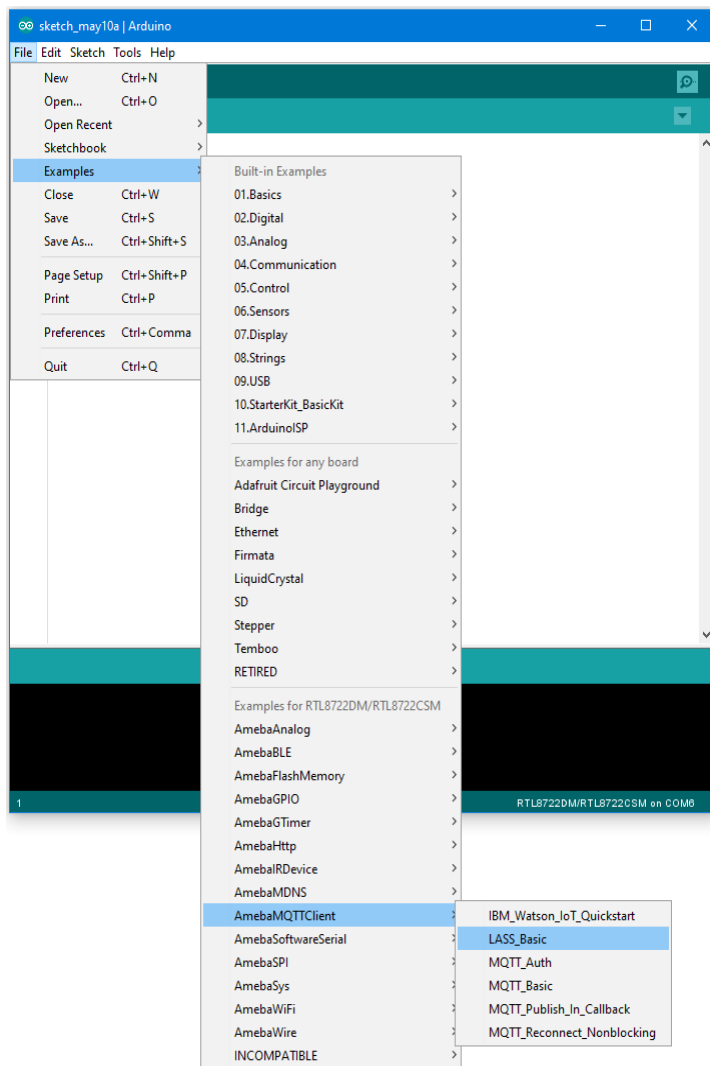 sketch_may10a | Arduino
File Edit Sketch Tools Help
New Ctrl+N
Open... Ctrl+O
Open Recent
Sketchbook
Examples
Close Ctrl+W
Save Ctrl+S
Save As... Ctrl+Shift+S
Page Setup Ctrl+Shift+P
Print Ctrl+P
Preferences Ctrl+Comma
Quit Ctrl+Q
Built-in Examples
01.Basics
02.Digital
03.Analog
04.Communication
05.Control
06.Sensors
07.Display
08.Strings
09.USB
10.StarterKit_BasicKit
11.ArduinoISP
Examples for any board
Adafruit Circuit Playground
Bridge
Ethernet
Firmata
LiquidCrystal
SD
Stepper
Temboo
RETIRED
Examples for RTL8722DM/RTL8722CSM
AmebaAnalog
AmebaBLE
AmebaFlashMemory
AmebaGPIO
AmebaGTimer
AmebaHttp
AmebaIRDevice
AmebaMDNS
AmebaMQTTClient
AmebaSoftwareSerial
AmebaSPI
AmebaSys
AmebaWiFi
AmebaWire
INCOMPATIBLE
IBM_Watson_IoT_Quickstart
LASS_Basic
MQTT_Auth
MQTT_Basic
MQTT_Publish_In_Callback
MQTT_Reconnect_Nonblocking
1
RTL8722DM/RTL8722CSM on COM6